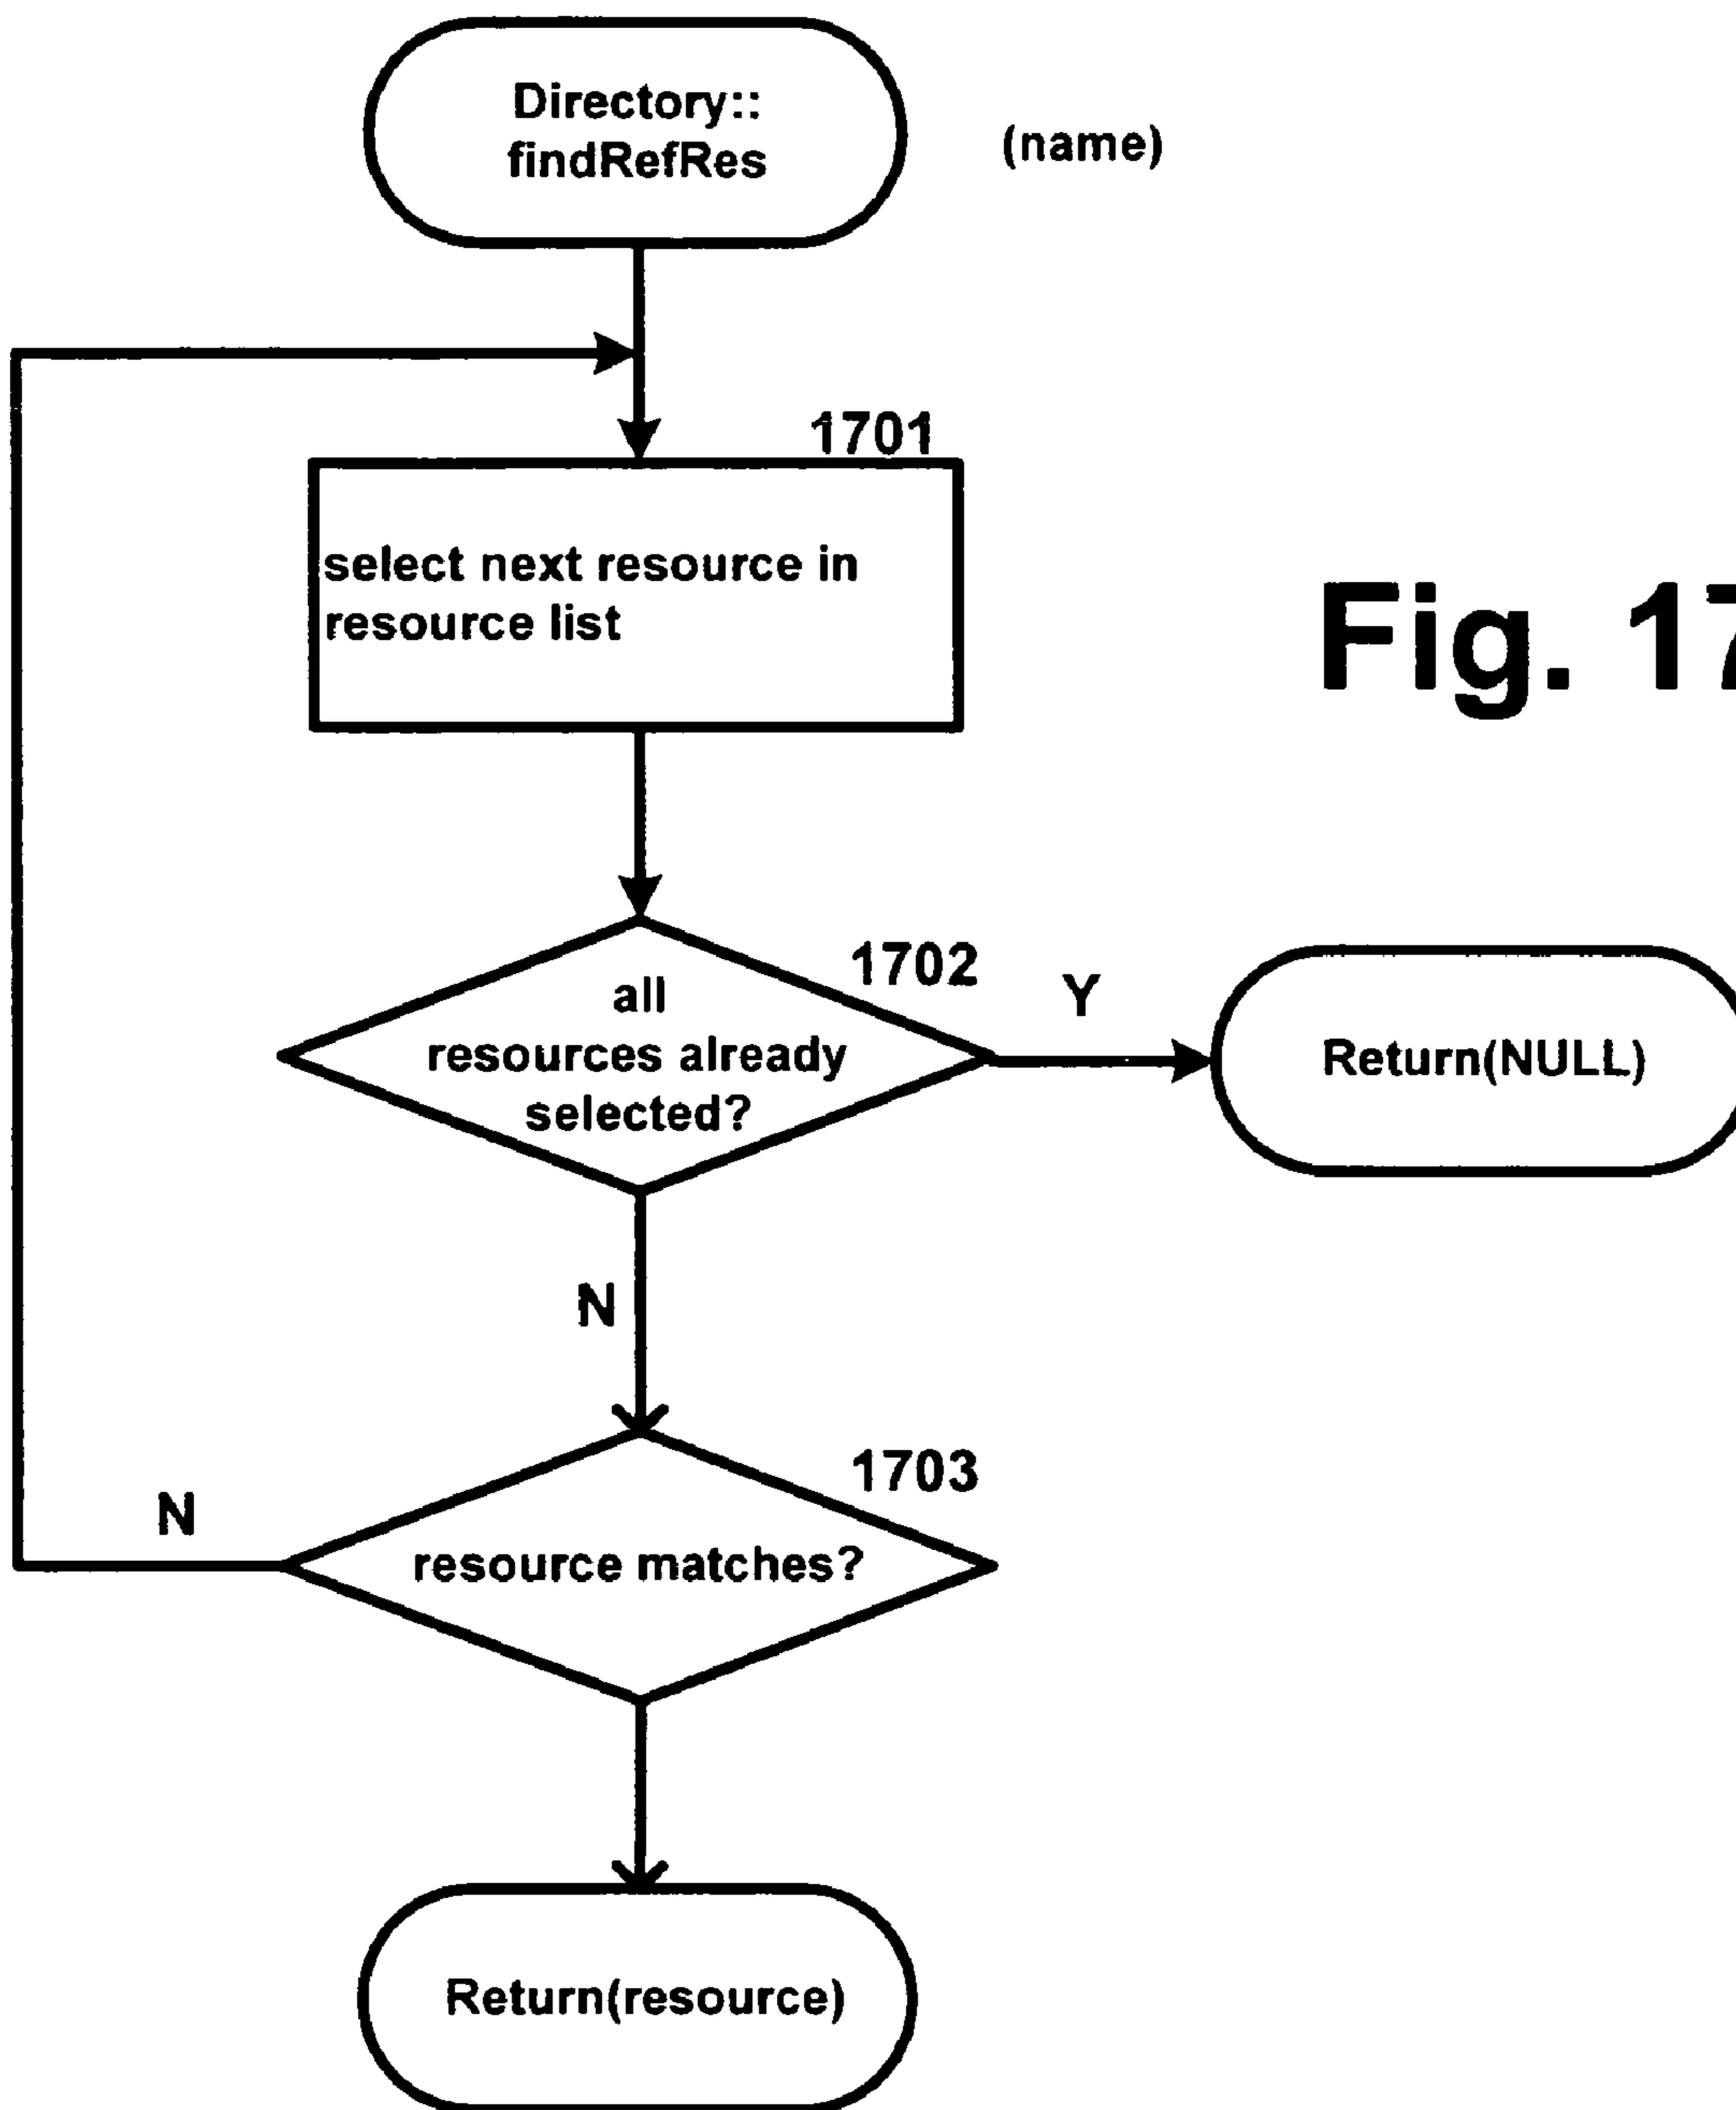 Directory::
findRefRes
(name)
1701
select next resource in
resource list
Fig. 17
1702
all
resources already
selected?
Y
Return(NULL)
N
1703
N
resource matches?
Return(resource)